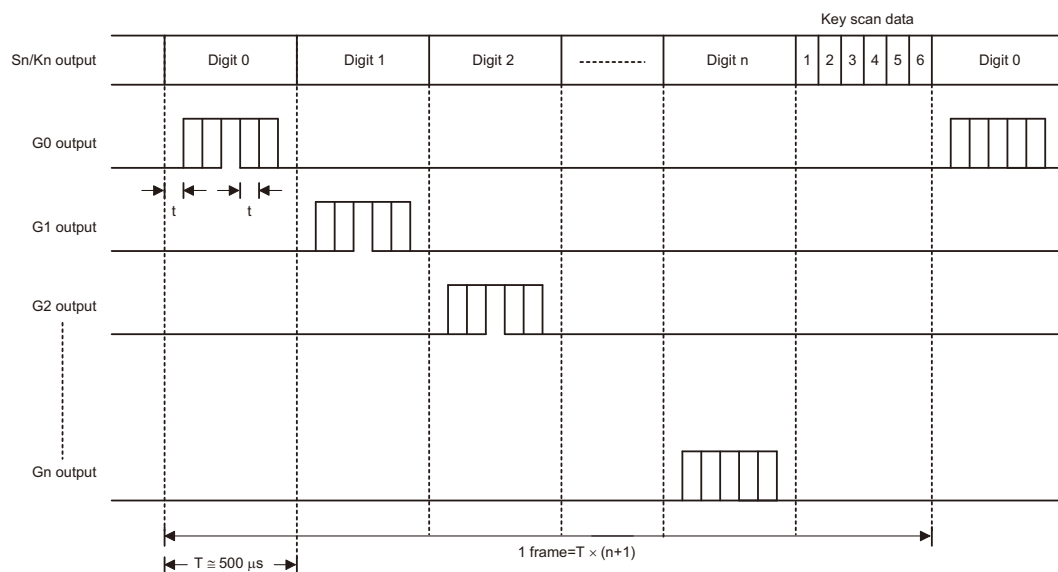 Key scan data
Sn/Kn output
Digit 0
Digit 1
Digit 2
Digit n
1 2 3 4 5 6
Digit 0
G0 output
t
t
G1 output
G2 output
Gn output
1 frame=T × (n+1)
T ≅ 500 μs